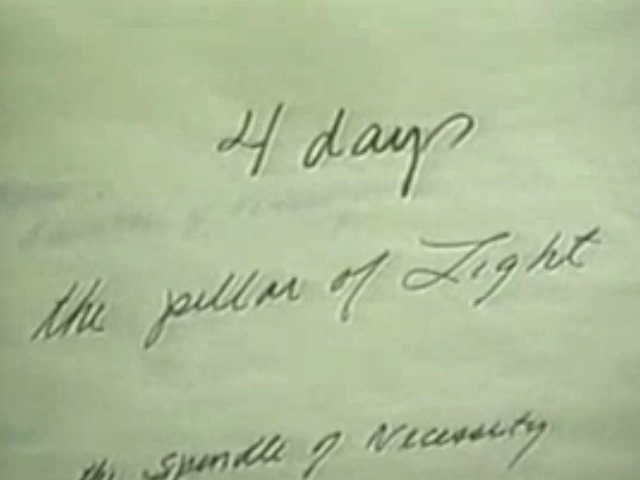 4 days
the pillar of Light
the Spindle of Necessity